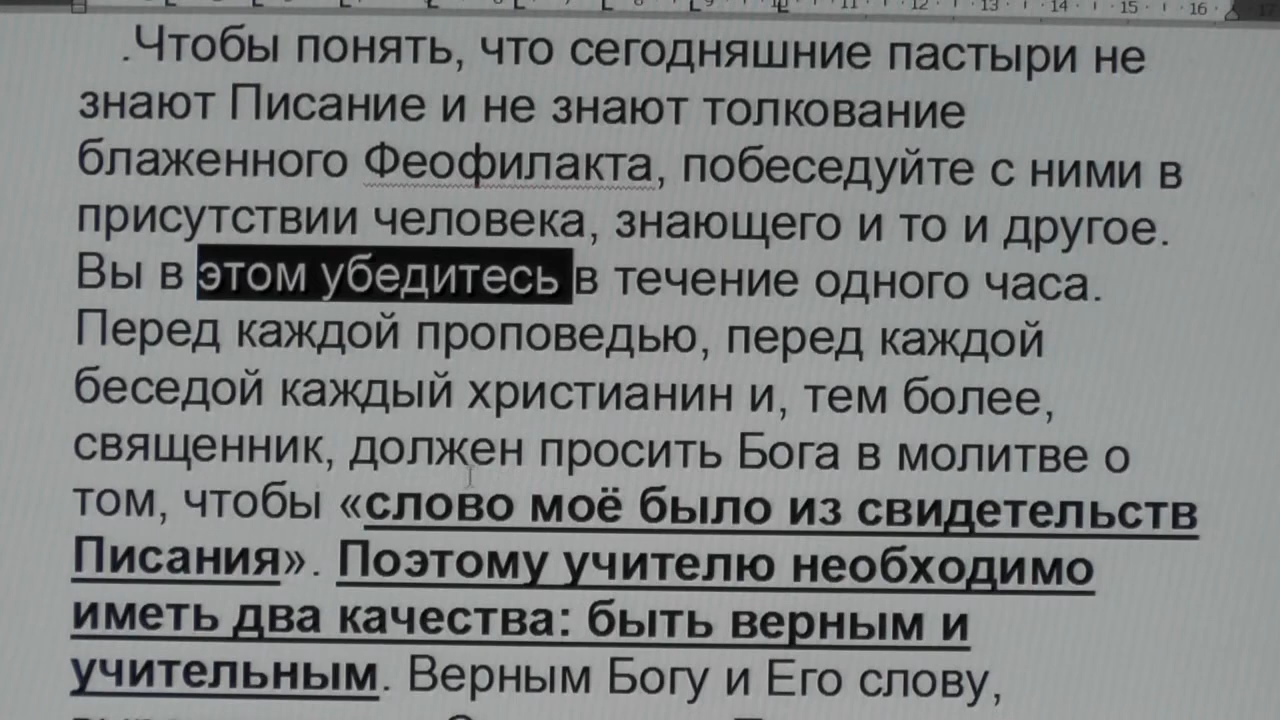 .Чтобы понять, что сегодняшние пастыри не
знают Писание и не знают толкование
блаженного Феофилакта, побеседуйте с ними в
присутствии человека, знающего и то и другое.
Вы в этом убедитесь в течение одного часа.
Перед каждой проповедью, перед каждой
беседой каждый христианин и, тем более,
священник, должен просить Бога в молитве о
том, чтобы «слово моё было из свидетельств
Писания». Поэтому учителю необходимо
иметь два качества: быть верным и
учительным. Верным Богу и Его слову,